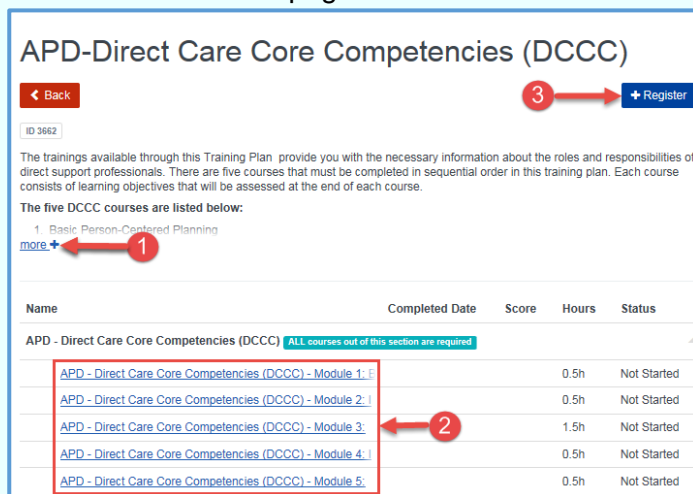 APD-Direct Care Core Competencies (DCCC)
Back
3
+ Register
ID 3662
The trainings available through this Training Plan provide you with the necessary information about the roles and responsibilities of
direct support professionals. There are five courses that must be completed in sequential order in this training plan. Each course
consists of learning objectives that will be assessed at the end of each course.
The five DCCC courses are listed below:
1. Basic Person-Centered Planning
more +
1
Name Completed Date Score Hours Status
APD - Direct Care Core Competencies (DCCC) ALL courses out of this section are required
APD - Direct Care Core Competencies (DCCC) - Module 1: 0.5h Not Started
APD - Direct Care Core Competencies (DCCC) - Module 2: 0.5h Not Started
APD - Direct Care Core Competencies (DCCC) - Module 3: 1.5h Not Started
2
APD - Direct Care Core Competencies (DCCC) - Module 4: 0.5h Not Started
APD - Direct Care Core Competencies (DCCC) - Module 5: 0.5h Not Started